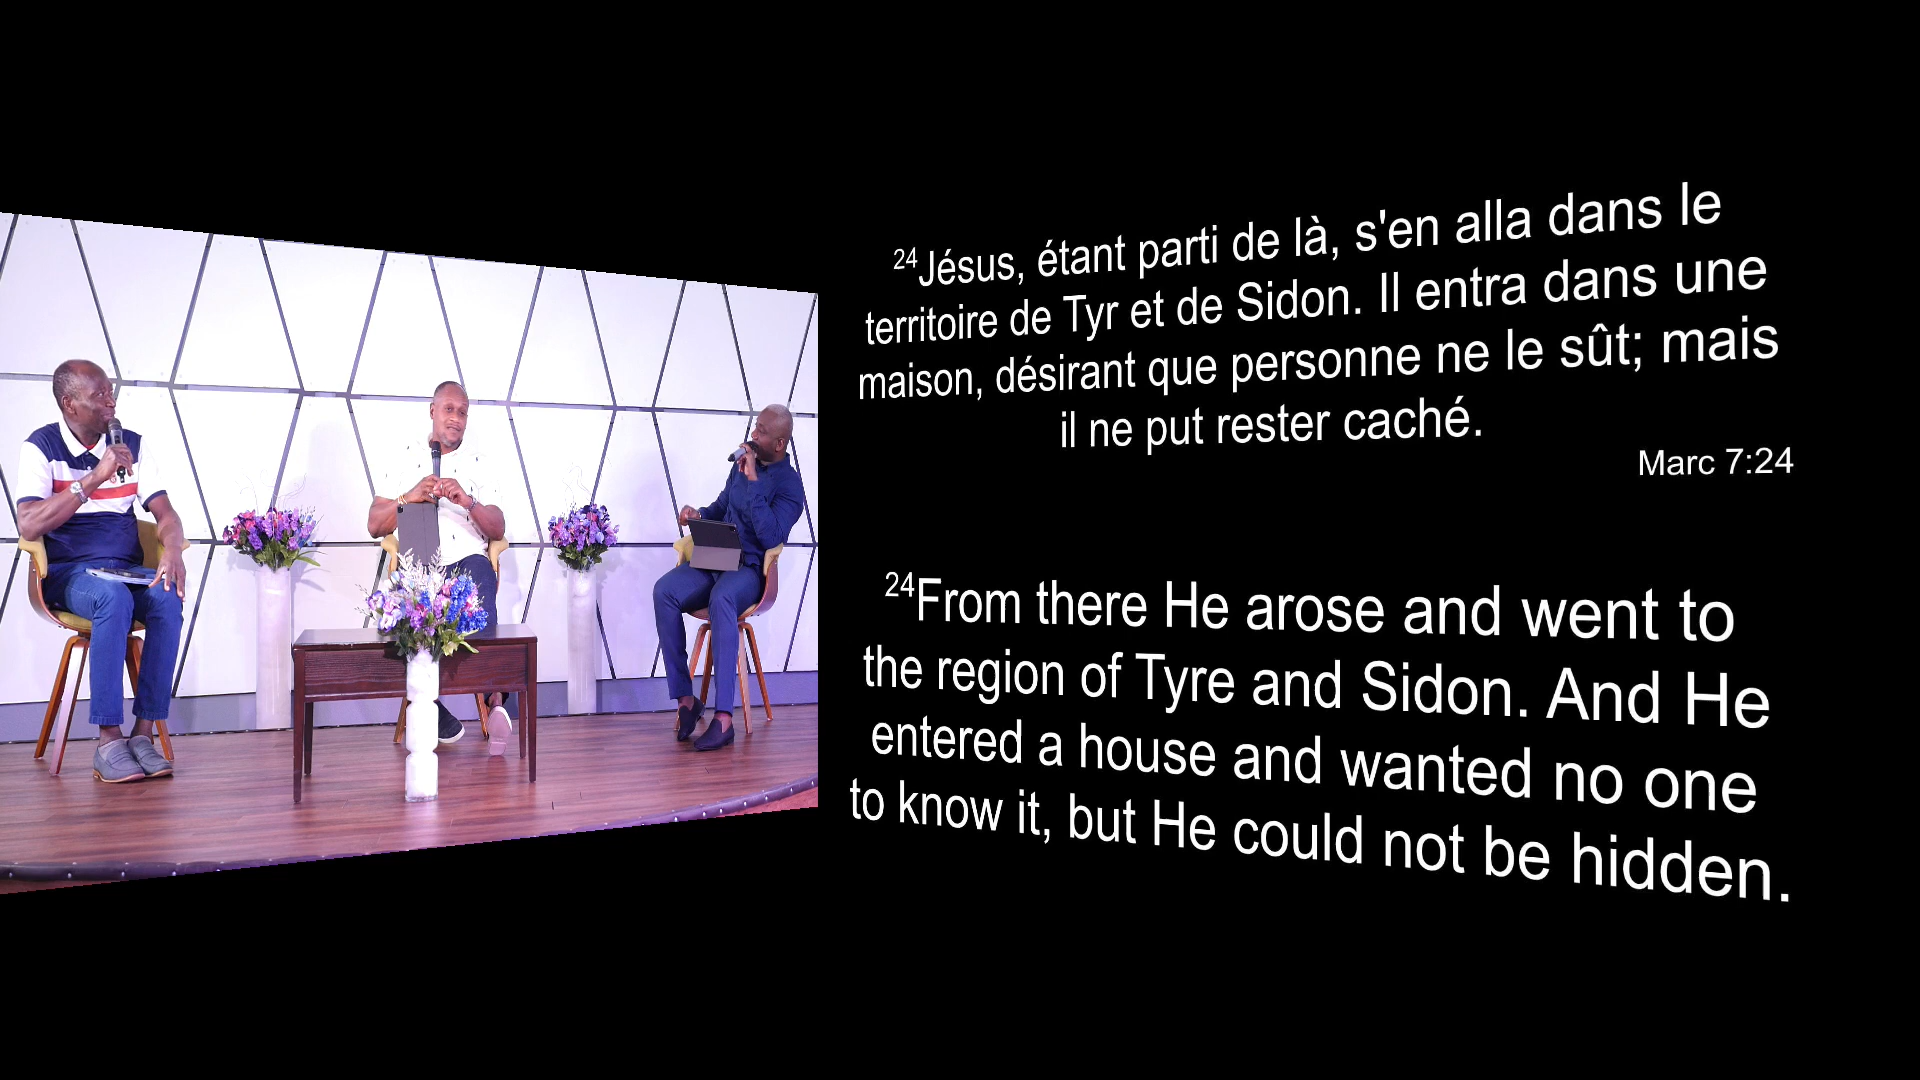 24Jésus, étant parti de là, s'en alla dans le
territoire de Tyr et de Sidon. Il entra dans une
maison, désirant que personne ne le sût; mais
il ne put rester caché.
Marc 7:24
24From there He arose and went to
the region of Tyre and Sidon. And He
entered a house and wanted no one
to know it, but He could not be hidden.